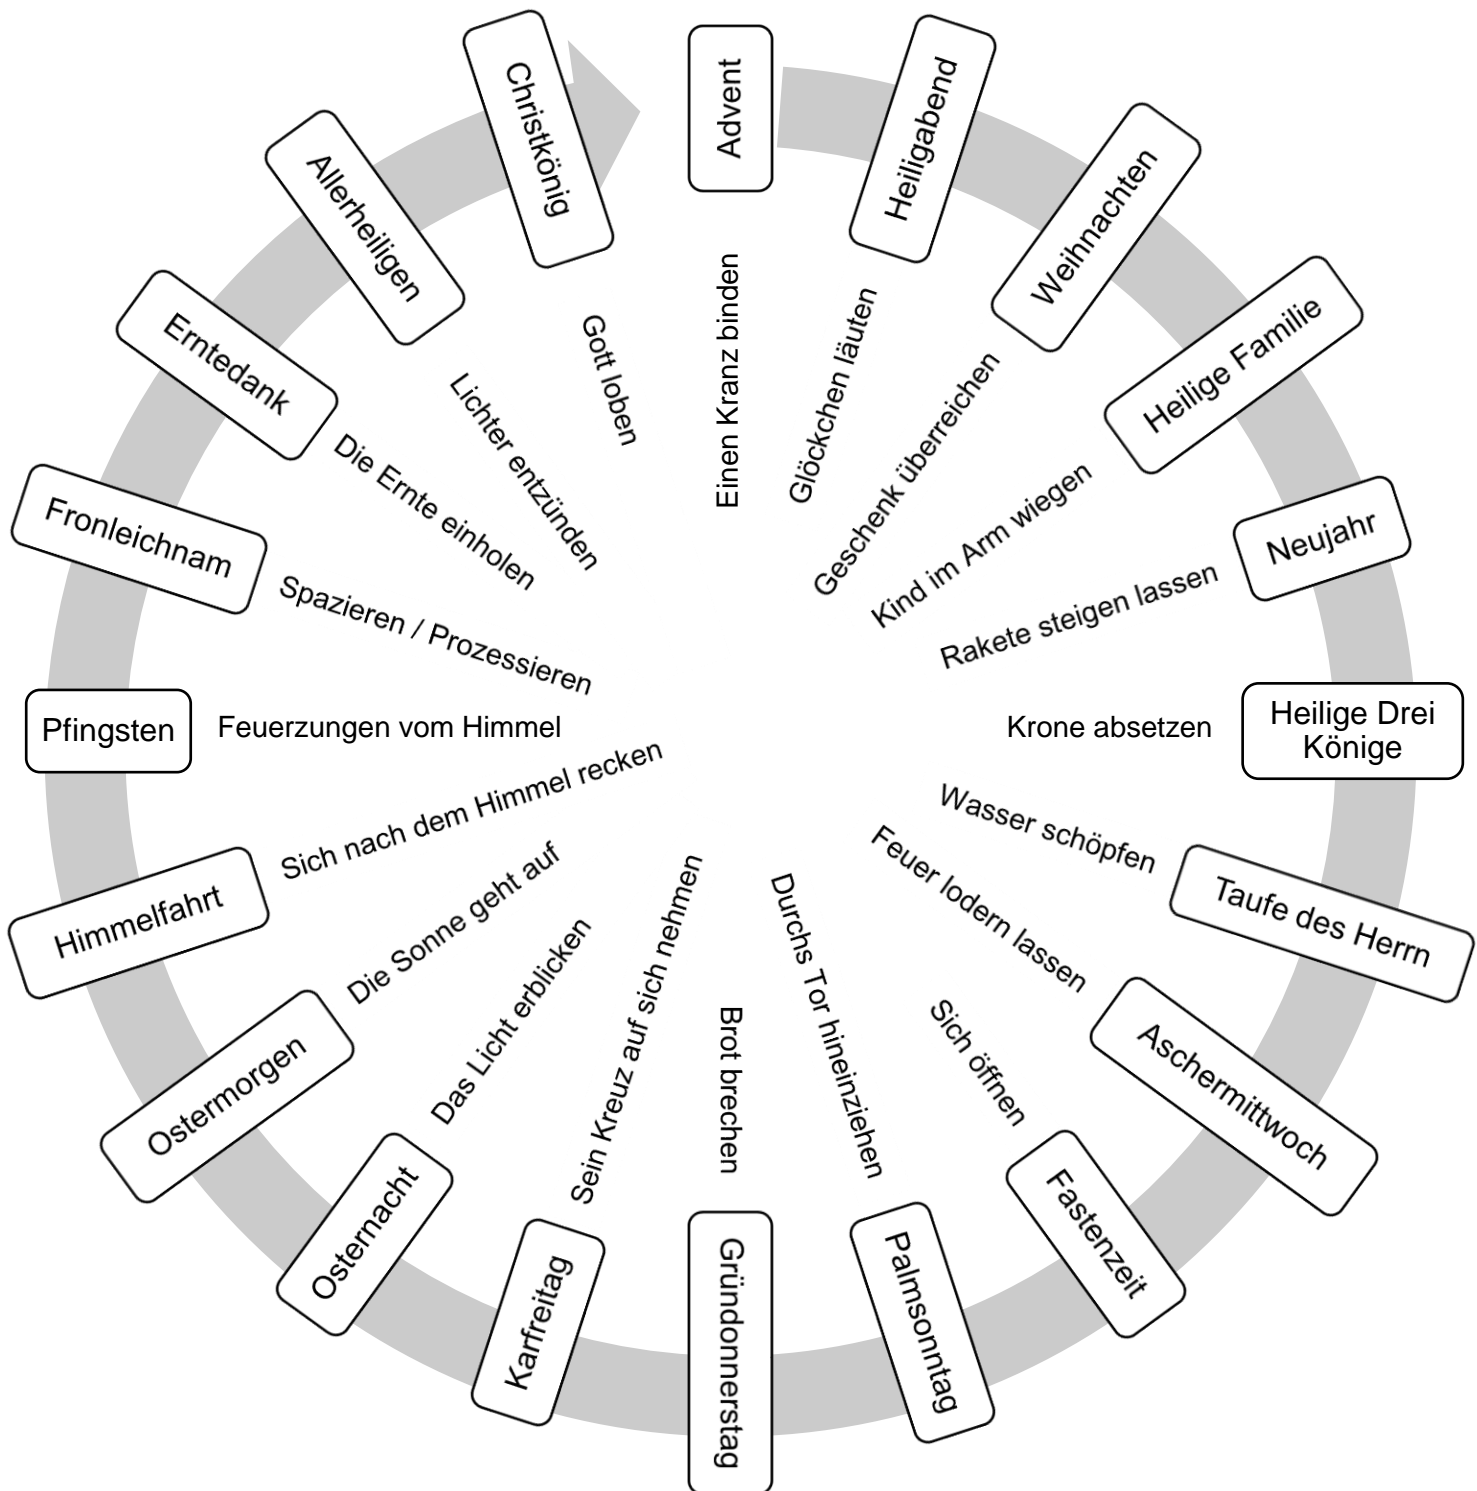 Advent
Einen Kranz binden
Heiligabend
Glöckchen läuten
Weihnachten
Geschenk überreichen
Heilige Familie
Kind im Arm wiegen
Neujahr
Rakete steigen lassen
Heilige Drei
Könige
Krone absetzen
Taufe des Herrn
Wasser schöpfen
Aschermittwoch
Feuer lodern lassen
Fastenzeit
Sich öffnen
Palmsonntag
Durchs Tor hineinziehen
Gründonnerstag
Brot brechen
Karfreitag
Sein Kreuz auf sich nehmen
Osternacht
Das Licht erblicken
Ostermorgen
Die Sonne geht auf
Himmelfahrt
Sich nach dem Himmel recken
Pfingsten
Feuerzungen vom Himmel
Fronleichnam
Spazieren / Prozessieren
Erntedank
Die Ernte einholen
Allerheiligen
Lichter entzünden
Christkönig
Gott loben